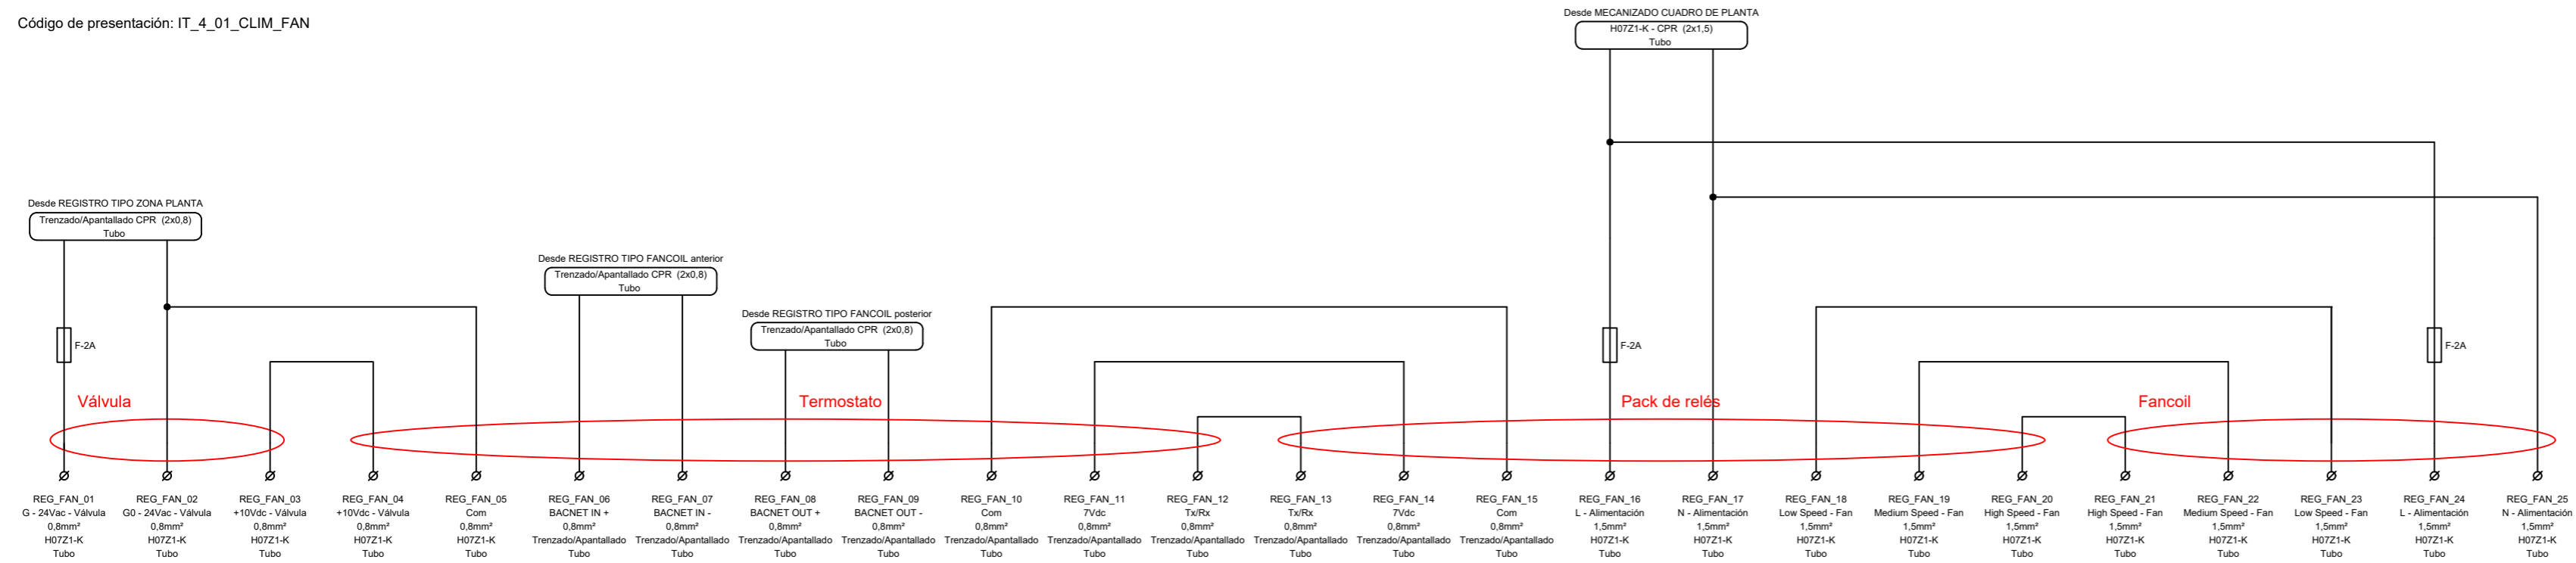 Código de presentación: IT_4_01_CLIM_FAN
Desde MECANIZADO CUADRO DE PLANTA
H07Z1-K - CPR (2x1,5)
Tubo
Desde REGISTRO TIPO ZONA PLANTA
Trenzado/Apantallado CPR (2x0,8)
Tubo
Desde REGISTRO TIPO FANCOIL anterior
Trenzado/Apantallado CPR (2x0,8)
Tubo
Desde REGISTRO TIPO FANCOIL posterior
Trenzado/Apantallado CPR (2x0,8)
Tubo
F-2A
F-2A
F-2A
Válvula
Termostato
Pack de relés
Fancoil
REG_FAN_01
G - 24Vac - Válvula
0,8mm²
H07Z1-K
Tubo
REG_FAN_02
G0 - 24Vac - Válvula
0,8mm²
H07Z1-K
Tubo
REG_FAN_03
+10Vdc - Válvula
0,8mm²
H07Z1-K
Tubo
REG_FAN_04
+10Vdc - Válvula
0,8mm²
H07Z1-K
Tubo
REG_FAN_05
Com
0,8mm²
H07Z1-K
Tubo
REG_FAN_06
BACNET IN +
0,8mm²
Trenzado/Apantallado
Tubo
REG_FAN_07
BACNET IN -
0,8mm²
Trenzado/Apantallado
Tubo
REG_FAN_08
BACNET OUT +
0,8mm²
Trenzado/Apantallado
Tubo
REG_FAN_09
BACNET OUT -
0,8mm²
Trenzado/Apantallado
Tubo
REG_FAN_10
Com
0,8mm²
Trenzado/Apantallado
Tubo
REG_FAN_11
7Vdc
0,8mm²
Trenzado/Apantallado
Tubo
REG_FAN_12
Tx/Rx
0,8mm²
Trenzado/Apantallado
Tubo
REG_FAN_13
Tx/Rx
0,8mm²
Trenzado/Apantallado
Tubo
REG_FAN_14
7Vdc
0,8mm²
Trenzado/Apantallado
Tubo
REG_FAN_15
Com
0,8mm²
Trenzado/Apantallado
Tubo
REG_FAN_16
L - Alimentación
1,5mm²
H07Z1-K
Tubo
REG_FAN_17
N - Alimentación
1,5mm²
H07Z1-K
Tubo
REG_FAN_18
Low Speed - Fan
1,5mm²
H07Z1-K
Tubo
REG_FAN_19
Medium Speed - Fan
1,5mm²
H07Z1-K
Tubo
REG_FAN_20
High Speed - Fan
1,5mm²
H07Z1-K
Tubo
REG_FAN_21
High Speed - Fan
1,5mm²
H07Z1-K
Tubo
REG_FAN_22
Medium Speed - Fan
1,5mm²
H07Z1-K
Tubo
REG_FAN_23
Low Speed - Fan
1,5mm²
H07Z1-K
Tubo
REG_FAN_24
L - Alimentación
1,5mm²
H07Z1-K
Tubo
REG_FAN_25
N - Alimentación
1,5mm²
H07Z1-K
Tubo